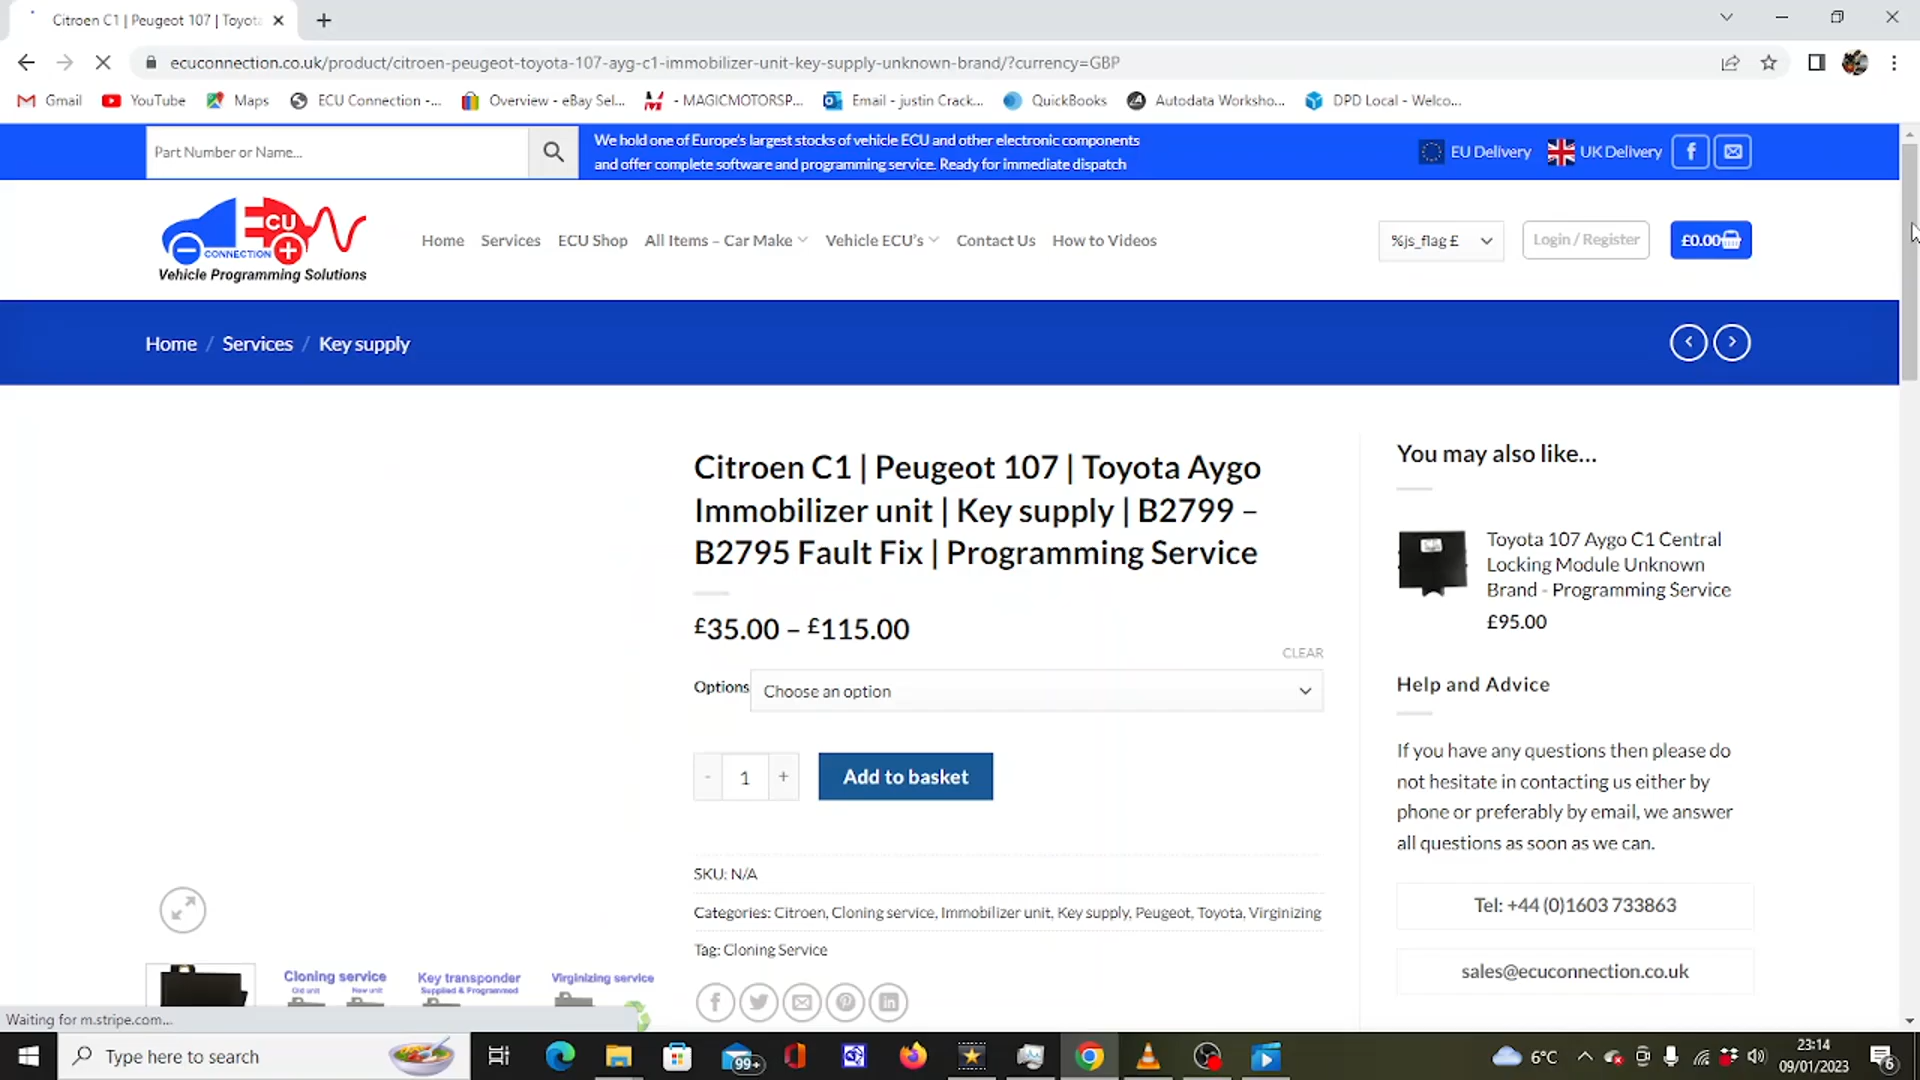 Citroen C1 | Peugeot 107 | Toyota
ecuconnection.co.uk/product/citroen-peugeot-toyota-107-ayg-c1-immobilizer-unit-key-supply-unknown-brand/?currency=GBP
Gmail YouTube Maps ECU Connection -... Overview - eBay Sel... - MAGICMOTORSP... Email - justin Crack... QuickBooks Autodata Worksho... DPD Local - Welco...
Part Number or Name...
We hold one of Europe's largest stocks of vehicle ECU and other electronic components
and offer complete software and programming service. Ready for immediate dispatch
EU Delivery UK Delivery
ECU
CONNECTION
Vehicle Programming Solutions
Home Services ECU Shop All Items – Car Make Vehicle ECU's Contact Us How to Videos
%js_flag £ Login / Register £0.00
Home / Services / Key supply
Citroen C1 | Peugeot 107 | Toyota Aygo
Immobilizer unit | Key supply | B2799 –
B2795 Fault Fix | Programming Service
£35.00 – £115.00
CLEAR
Options Choose an option
- 1 + Add to basket
SKU: N/A
Categories: Citroen, Cloning service, Immobilizer unit, Key supply, Peugeot, Toyota, Virginizing
Tag: Cloning Service
You may also like...
Toyota 107 Aygo C1 Central
Locking Module Unknown
Brand - Programming Service
£95.00
Help and Advice
If you have any questions then please do
not hesitate in contacting us either by
phone or preferably by email, we answer
all questions as soon as we can.
Tel: +44 (0)1603 733863
sales@ecuconnection.co.uk
Cloning service
Old unit New unit
Key transponder
Supplied & Programmed
Virginizing service
Waiting for m.stripe.com...
Type here to search
99+
6°C
23:14
09/01/2023
6